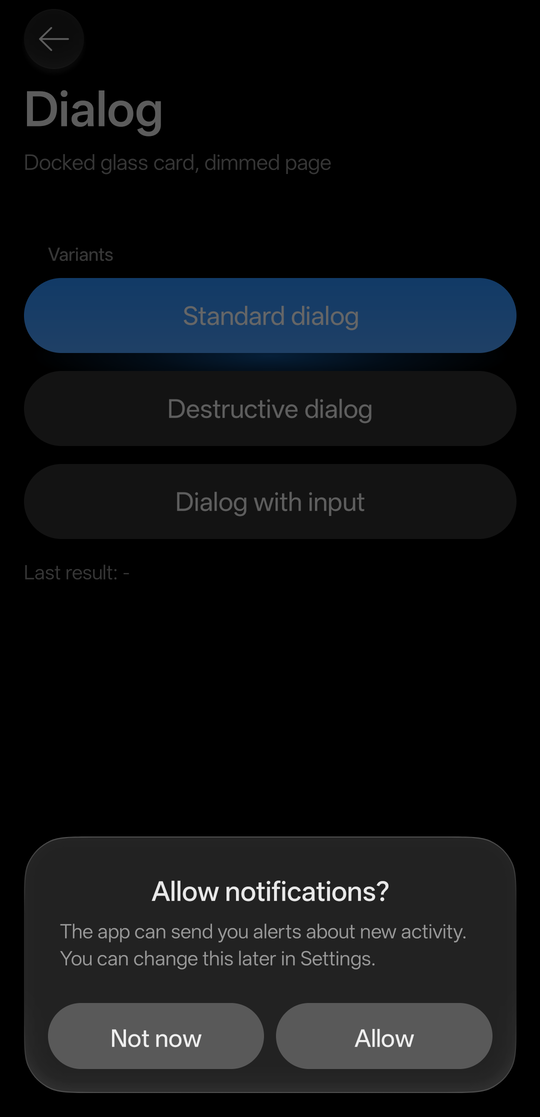 Dialog
Docked glass card, dimmed page
Variants
Standard dialog
Destructive dialog
Dialog with input
Last result: -
Allow notifications?
The app can send you alerts about new activity.
You can change this later in Settings.
Not now
Allow